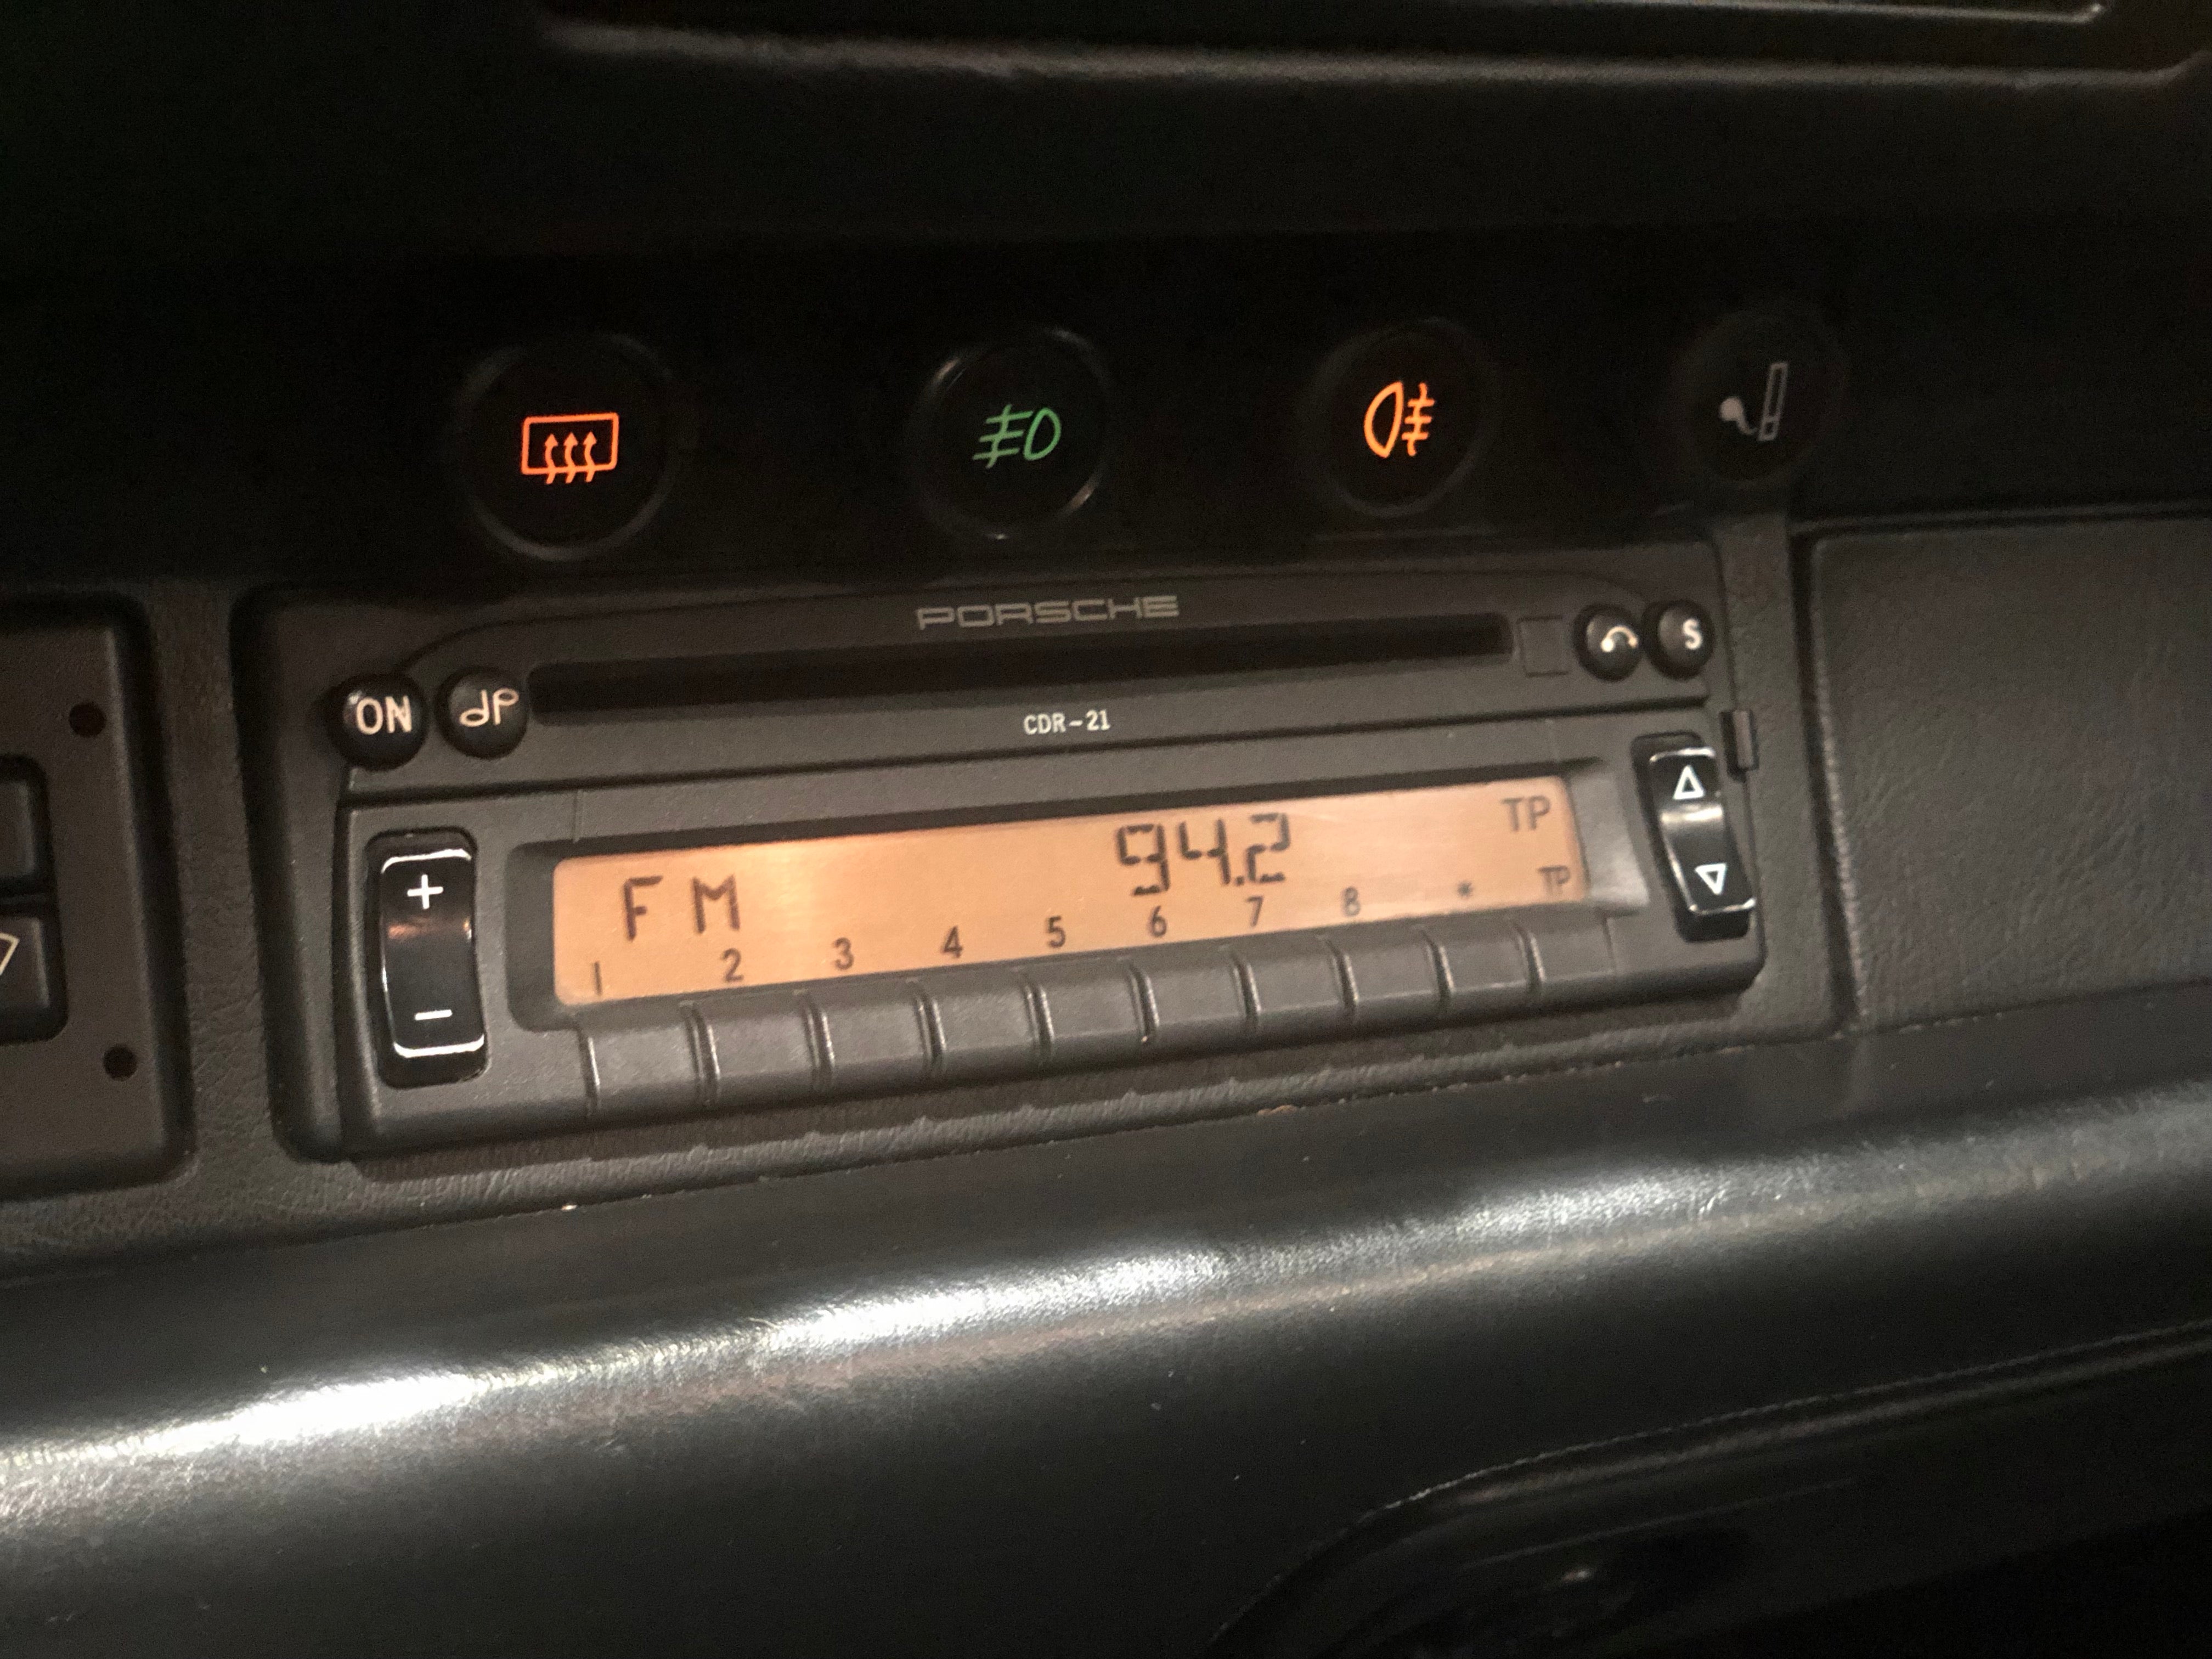 PORSCHE
ON
S
CDR-21
FM 94.2 TP
1 2 3 4 5 6 7 8 * TP
+
−